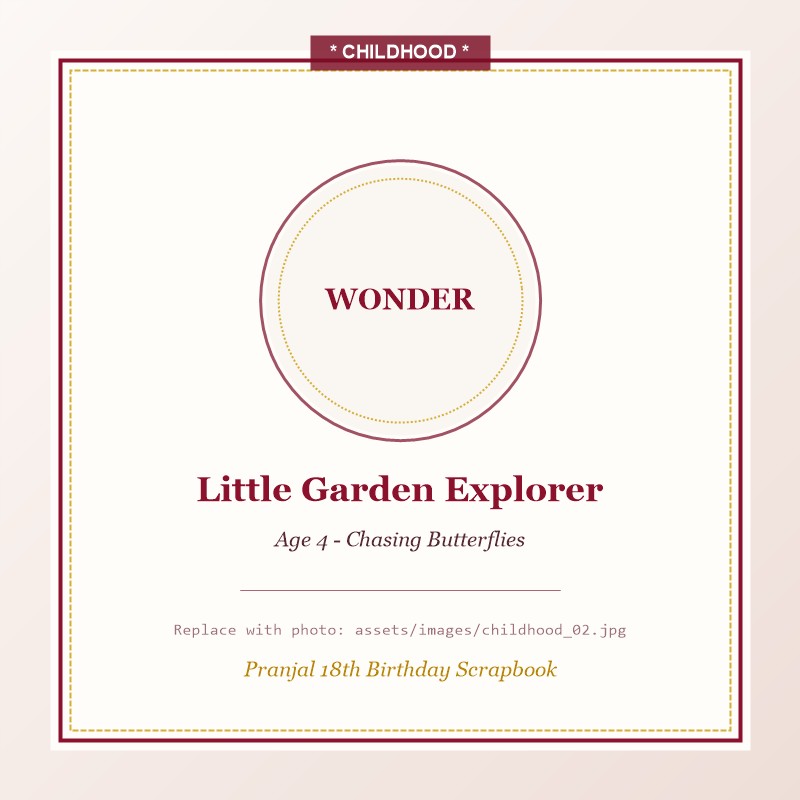 * CHILDHOOD *
WONDER
Little Garden Explorer
Age 4 - Chasing Butterflies
Replace with photo: assets/images/childhood_02.jpg
Pranjal 18th Birthday Scrapbook